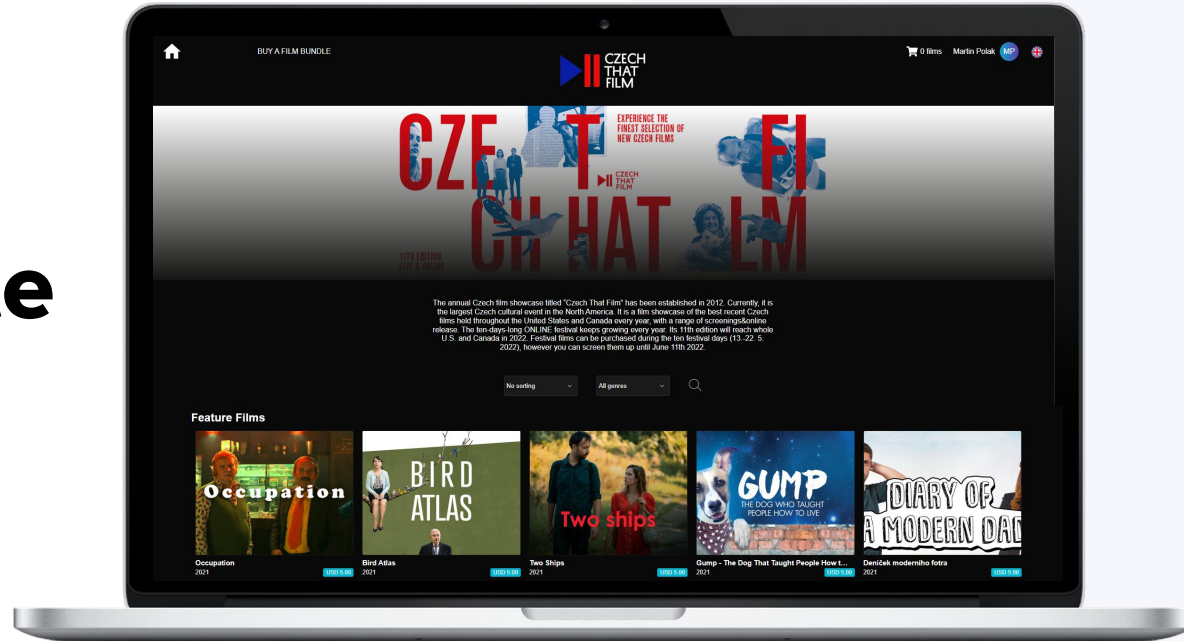 BUY A FILM BUNDLE
CZECH
THAT
FILM
0 films Martin Polak MP
CZE T FI
CH HAT LM
EXPERIENCE THE
FINEST SELECTION OF
NEW CZECH FILMS
CZECH
THAT
FILM
11TH EDITION
LIVE & ONLINE
The annual Czech film showcase titled "Czech That Film" has been established in 2012. Currently, it is
the largest Czech cultural event in the North America. It is a film showcase of the best recent Czech
films held throughout the United States and Canada every year, with a range of screenings&online
release. The ten-days-long ONLINE festival keeps growing every year. Its 11th edition will reach whole
U.S. and Canada in 2022. Festival films can be purchased during the ten festival days (13.-22. 5.
2022), however you can screen them up until June 11th 2022.
No sorting
All genres
Feature Films
Occupation
BIRD
ATLAS
Two ships
GUMP
THE DOG WHO TAUGHT
PEOPLE HOW TO LIVE
DIARY OF
A MODERN DAD
Occupation
2021 USD 5.00
Bird Atlas
2021 USD 5.00
Two Ships
2021 USD 5.00
Gump - The Dog That Taught People How t...
2021 USD 5.00
Deníček moderního fotra
2021 USD 5.00